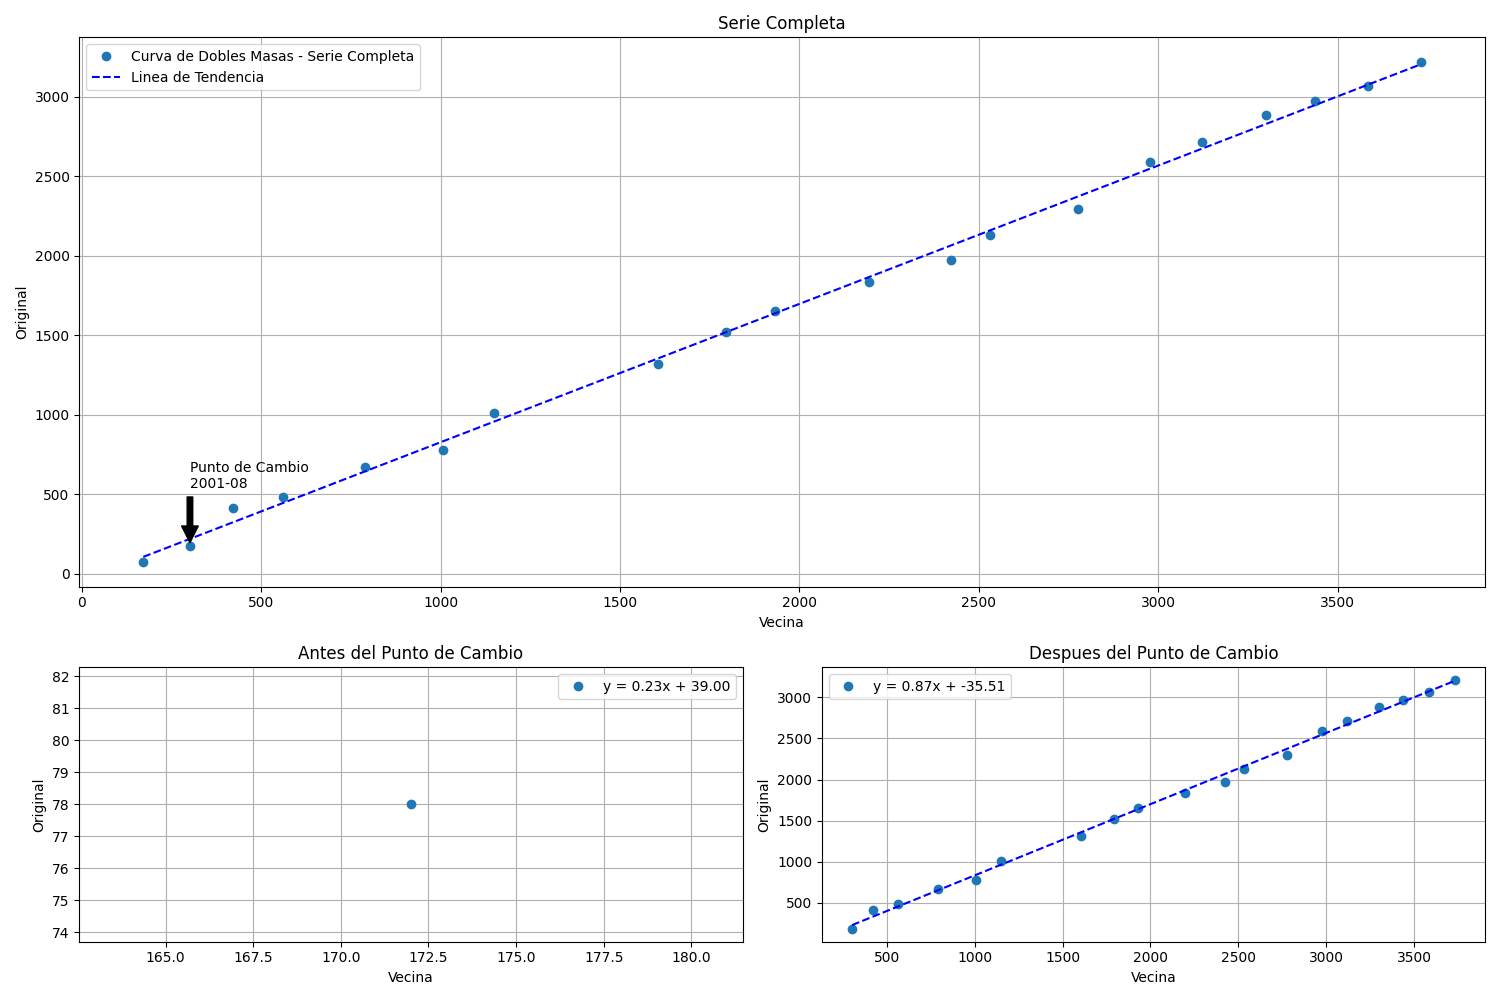 Serie Completa
Curva de Dobles Masas - Serie Completa
Linea de Tendencia
3000
2500
2000
1500
1000
500
0
Original
Punto de Cambio
2001-08
0 500 1000 1500 2000 2500 3000 3500
Vecina
Antes del Punto de Cambio
y = 0.23x + 39.00
82
81
80
79
78
77
76
75
74
Original
165.0 167.5 170.0 172.5 175.0 177.5 180.0
Vecina
Despues del Punto de Cambio
y = 0.87x + -35.51
3000
2500
2000
1500
1000
500
Original
500 1000 1500 2000 2500 3000 3500
Vecina